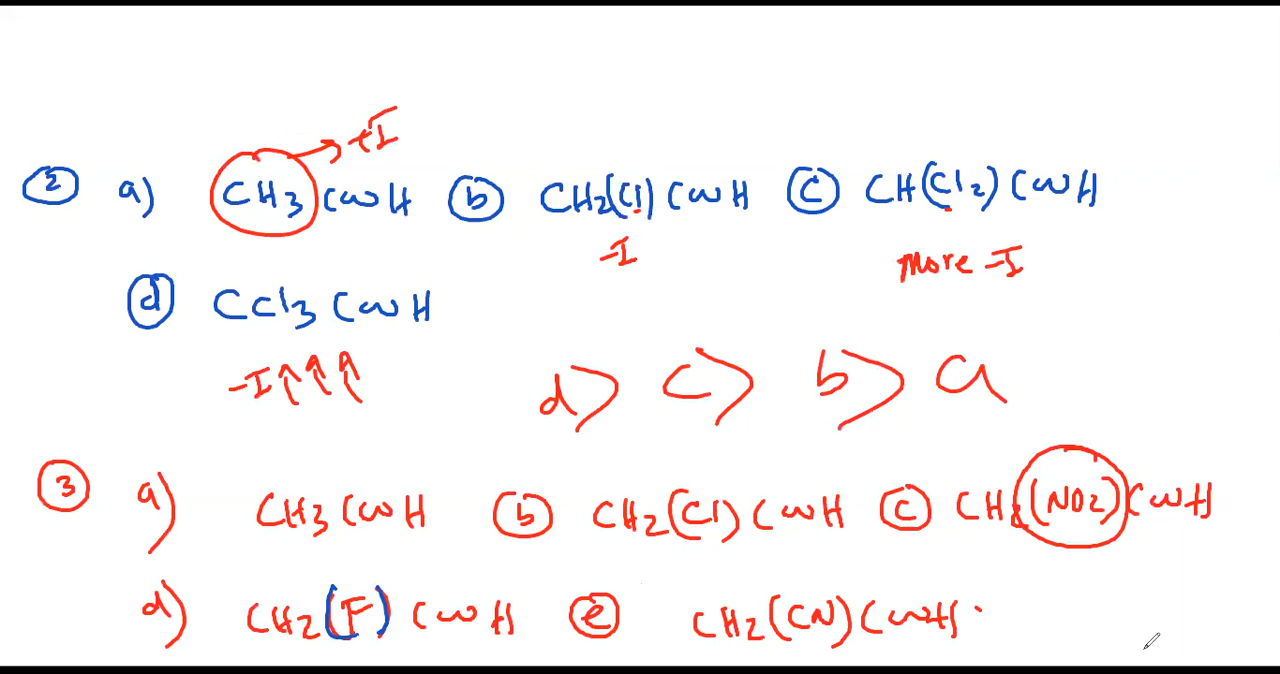 +I
② a) CH3COOH ⓑ CH2(Cl)COOH ⓒ CH(Cl2)COOH
-I more -I
ⓓ CCl3COOH
-I↑↑↑ d > c > b > a
③ a) CH3COOH ⓑ CH2(Cl)COOH ⓒ CH2(NO2)COOH
d) CH2(F)COOH ⓔ CH2(CN)COOH.